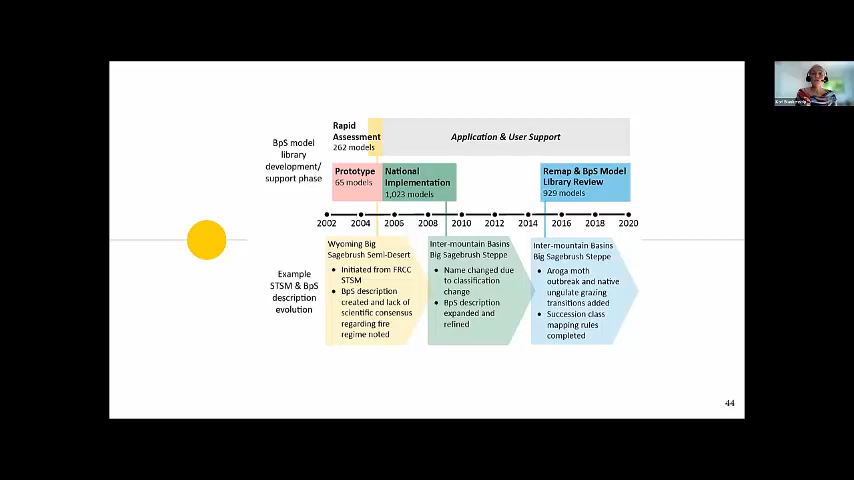 Rapid
Assessment
262 models
Application & User Support
BpS model
library
development/
support phase
Prototype
65 models
National
Implementation
1,023 models
Remap & BpS Model
Library Review
929 models
2002 2004 2006 2008 2010 2012 2014 2016 2018 2020
Example
STSM & BpS
description
evolution
Wyoming Big
Sagebrush Semi-Desert
• Initiated from FRCC
STSM
• BpS description
created and lack of
scientific consensus
regarding fire
regime noted
Inter-mountain Basins
Big Sagebrush Steppe
• Name changed due
to classification
change
• BpS description
expanded and
refined
Inter-mountain Basins
Big Sagebrush Steppe
• Aroga moth
outbreak and native
ungulate grazing
transitions added
• Succession class
mapping rules
completed
44